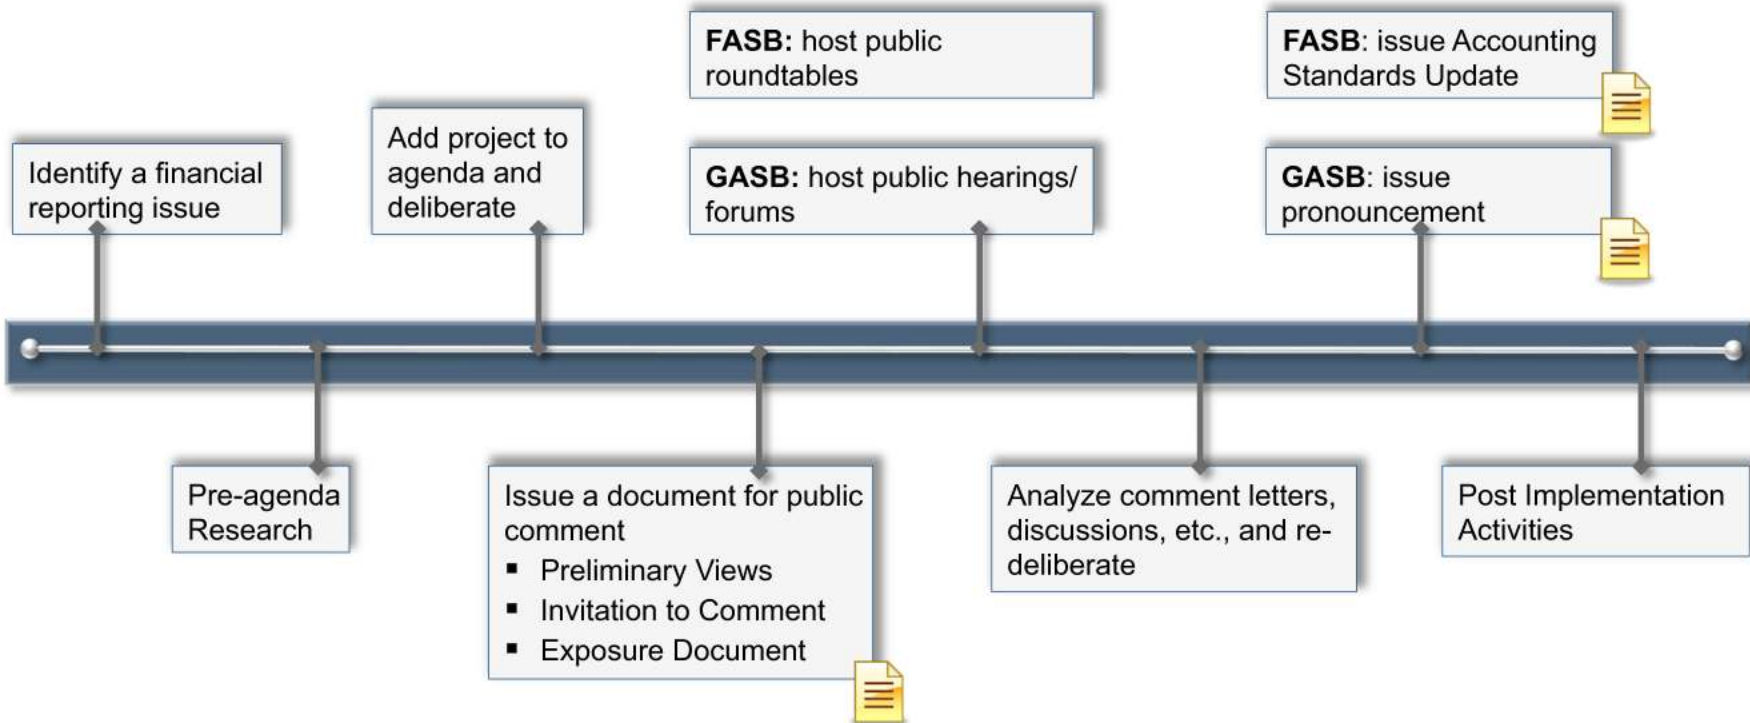 FASB: host public
roundtables
FASB: issue Accounting
Standards Update
Identify a financial
reporting issue
Add project to
agenda and
deliberate
GASB: host public hearings/
forums
GASB: issue
pronouncement
Pre-agenda
Research
Issue a document for public
comment
▪ Preliminary Views
▪ Invitation to Comment
▪ Exposure Document
Analyze comment letters,
discussions, etc., and re-
deliberate
Post Implementation
Activities